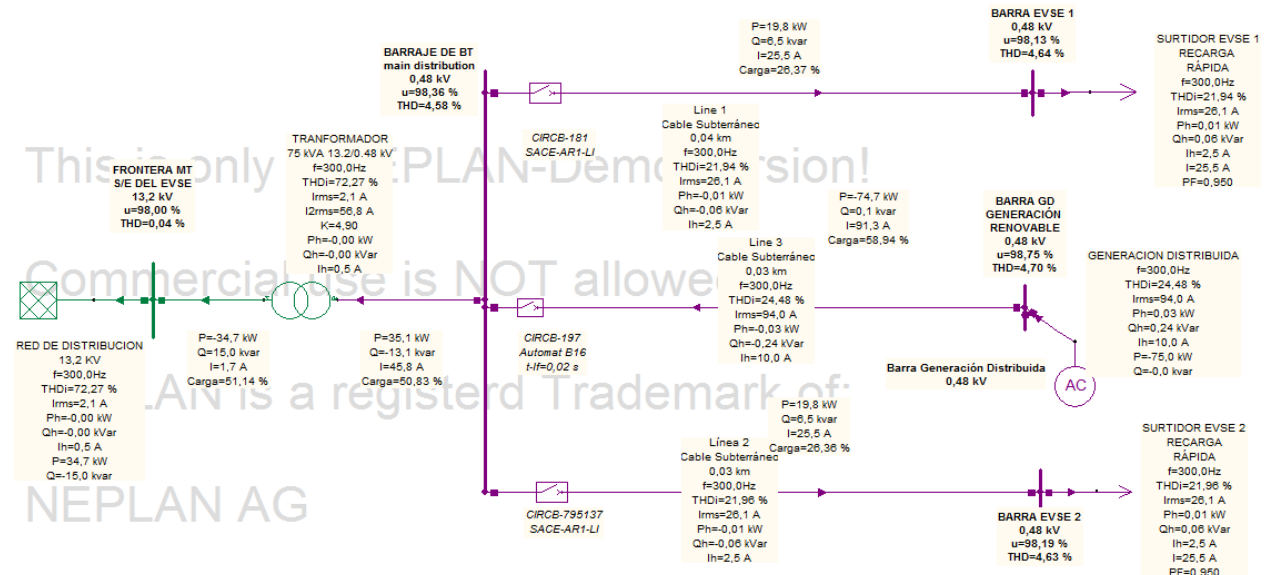 This is only a NEPLAN-Demo version!
Commercial use is NOT allowed
NEPLAN is a registerd Trademark of:
NEPLAN AG
RED DE DISTRIBUCION
13,2 KV
f=300,0Hz
THDi=72,27 %
Irms=2,1 A
Ph=-0,00 kW
Qh=-0,00 kVar
Ih=0,5 A
P=34,7 kW
Q=-15,0 kvar
FRONTERA MT
S/E DEL EVSE
13,2 kV
u=98,00 %
THD=0,04 %
P=-34,7 kW
Q=15,0 kvar
I=1,7 A
Carga=51,14 %
TRANFORMADOR
75 kVA 13.2/0.48 kV
f=300,0Hz
THDi=72,27 %
Irms=2,1 A
I2rms=56,8 A
K=4,90
Ph=-0,00 kW
Qh=-0,00 kVar
Ih=0,5 A
P=35,1 kW
Q=-13,1 kvar
I=45,8 A
Carga=50,83 %
BARRAJE DE BT
main distribution
0,48 kV
u=98,36 %
THD=4,58 %
CIRCB-181
SACE-AR1-LI
P=19,8 kW
Q=6,5 kvar
I=25,5 A
Carga=26,37 %
Line 1
Cable Subterráneo
0,04 km
f=300,0Hz
THDi=21,94 %
Irms=26,1 A
Ph=-0,01 kW
Qh=-0,06 kVar
Ih=2,5 A
BARRA EVSE 1
0,48 kV
u=98,13 %
THD=4,64 %
SURTIDOR EVSE 1
RECARGA
RÁPIDA
f=300,0Hz
THDi=21,94 %
Irms=26,1 A
Ph=0,01 kW
Qh=0,06 kVar
Ih=2,5 A
I=25,5 A
PF=0,950
CIRCB-197
Automat B16
t-If=0,02 s
Line 3
Cable Subterráneo
0,03 km
f=300,0Hz
THDi=24,48 %
Irms=94,0 A
Ph=-0,03 kW
Qh=-0,24 kVar
Ih=10,0 A
P=-74,7 kW
Q=0,1 kvar
I=91,3 A
Carga=58,94 %
BARRA GD
GENERACIÓN
RENOVABLE
0,48 kV
u=98,75 %
THD=4,70 %
GENERACION DISTRIBUIDA
f=300,0Hz
THDi=24,48 %
Irms=94,0 A
Ph=0,03 kW
Qh=0,24 kVar
Ih=10,0 A
P=-75,0 kW
Q=-0,0 kvar
Barra Generación Distribuida
0,48 kV
AC
CIRCB-795137
SACE-AR1-LI
P=19,8 kW
Q=6,5 kvar
I=25,5 A
Carga=26,36 %
Línea 2
Cable Subterráneo
0,03 km
f=300,0Hz
THDi=21,96 %
Irms=26,1 A
Ph=-0,01 kW
Qh=-0,06 kVar
Ih=2,5 A
BARRA EVSE 2
0,48 kV
u=98,19 %
THD=4,63 %
SURTIDOR EVSE 2
RECARGA
RÁPIDA
f=300,0Hz
THDi=21,96 %
Irms=26,1 A
Ph=0,01 kW
Qh=0,06 kVar
Ih=2,5 A
I=25,5 A
PF=0,950